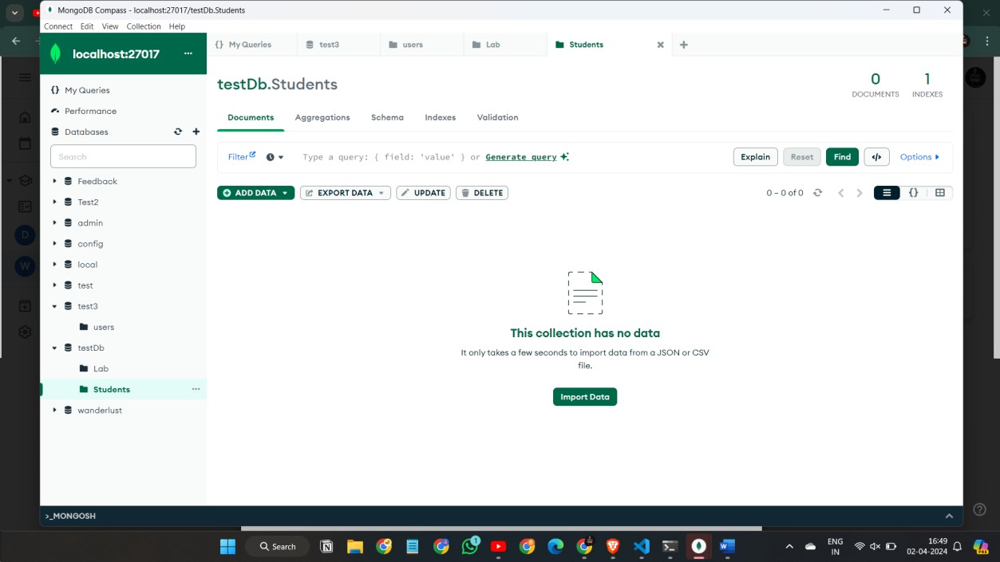 MongoDB Compass - localhost:27017/testDb.Students
Connect Edit View Collection Help
localhost:27017
{} My Queries
test3
users
Lab
Students
My Queries
Performance
Databases
Search
Feedback
Test2
admin
config
local
test
test3
users
testDb
Lab
Students
wanderlust
testDb.Students
0
DOCUMENTS
1
INDEXES
Documents Aggregations Schema Indexes Validation
Filter Type a query: { field: 'value' } or Generate query Explain Reset Find </> Options
ADD DATA EXPORT DATA UPDATE DELETE 0 – 0 of 0 {}
This collection has no data
It only takes a few seconds to import data from a JSON or CSV
file.
Import Data
>_MONGOSH
D
W
Search
1
ENG
IN
16:49
02-04-2024